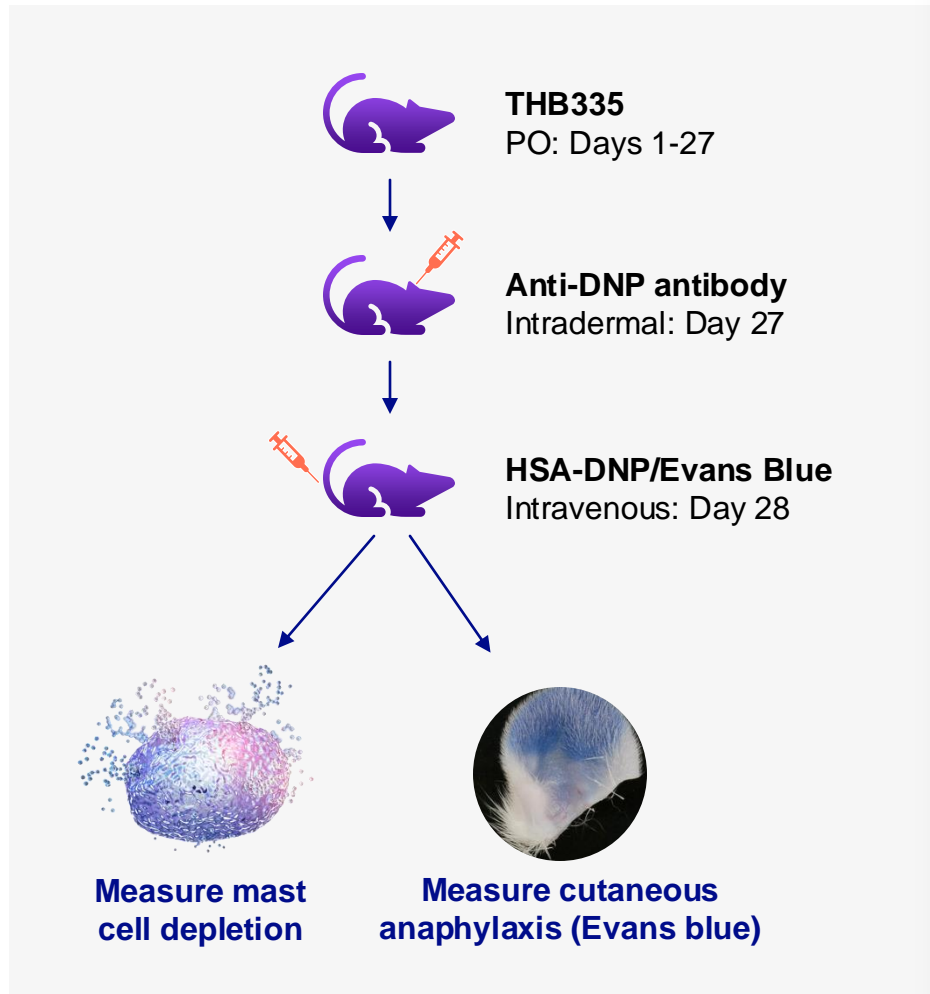 THB335
PO: Days 1-27
Anti-DNP antibody
Intradermal: Day 27
HSA-DNP/Evans Blue
Intravenous: Day 28
Measure mast
cell depletion
Measure cutaneous
anaphylaxis (Evans blue)